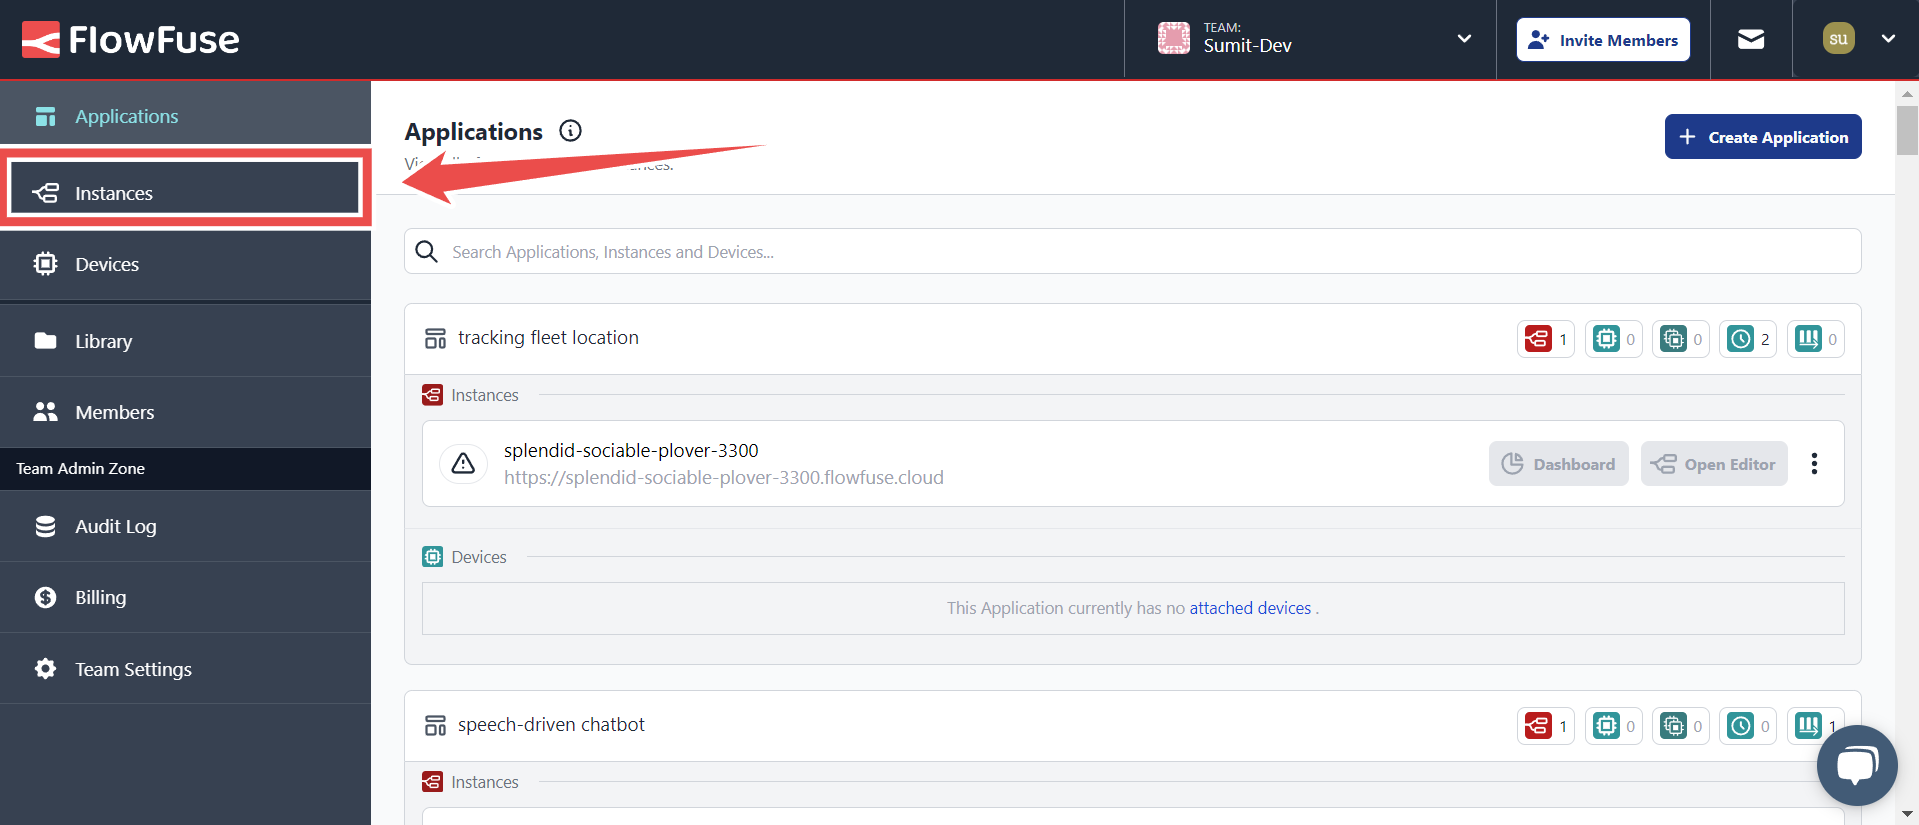 FlowFuse
TEAM:
Sumit-Dev
Invite Members
su
Applications
Instances
Devices
Library
Members
Team Admin Zone
Audit Log
Billing
Team Settings
Applications
Create Application
Search Applications, Instances and Devices...
tracking fleet location
1 0 0 2 0
Instances
splendid-sociable-plover-3300
https://splendid-sociable-plover-3300.flowfuse.cloud
Dashboard
Open Editor
Devices
This Application currently has no attached devices .
speech-driven chatbot
1 0 0 0 1
Instances